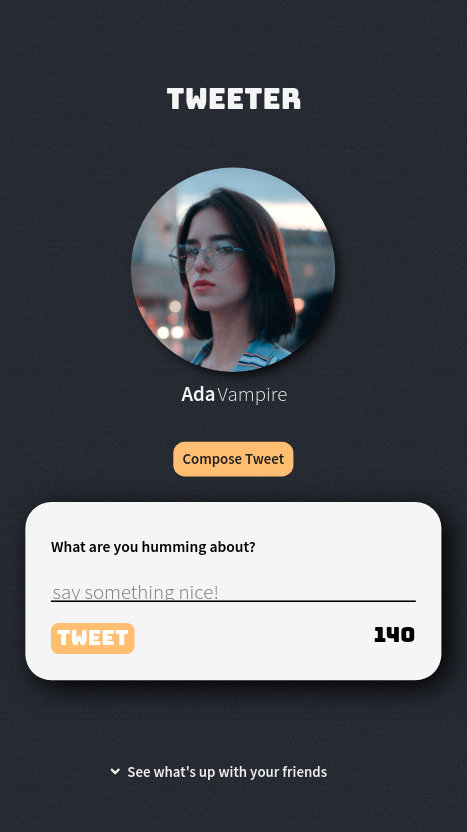 TWEETER
Ada Vampire
Compose Tweet
What are you humming about?
say something nice!
TWEET 140
See what's up with your friends